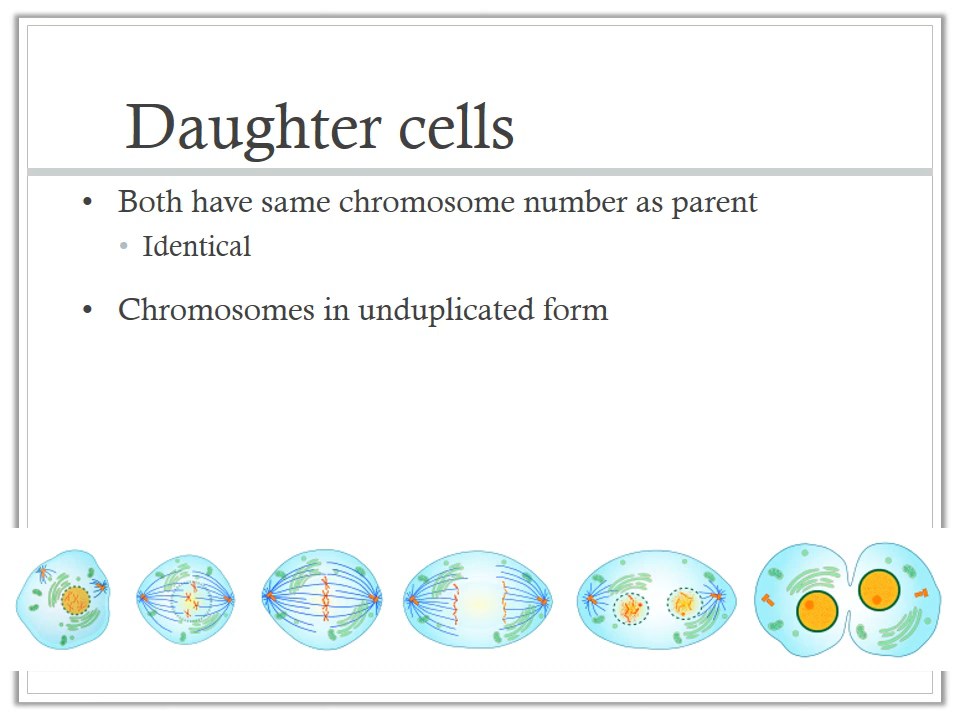 Daughter cells
• Both have same chromosome number as parent
• Identical
• Chromosomes in unduplicated form